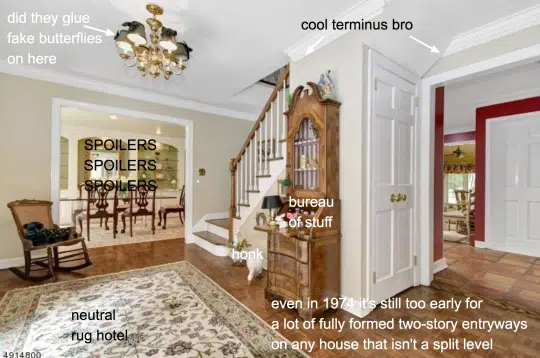 did they glue
fake butterflies
on here
cool terminus bro
SPOILERS
SPOILERS
SPOILERS
bureau
of stuff
honk
neutral
rug hotel
even in 1974 it's still too early for
a lot of fully formed two-story entryways
on any house that isn't a split level
4914800